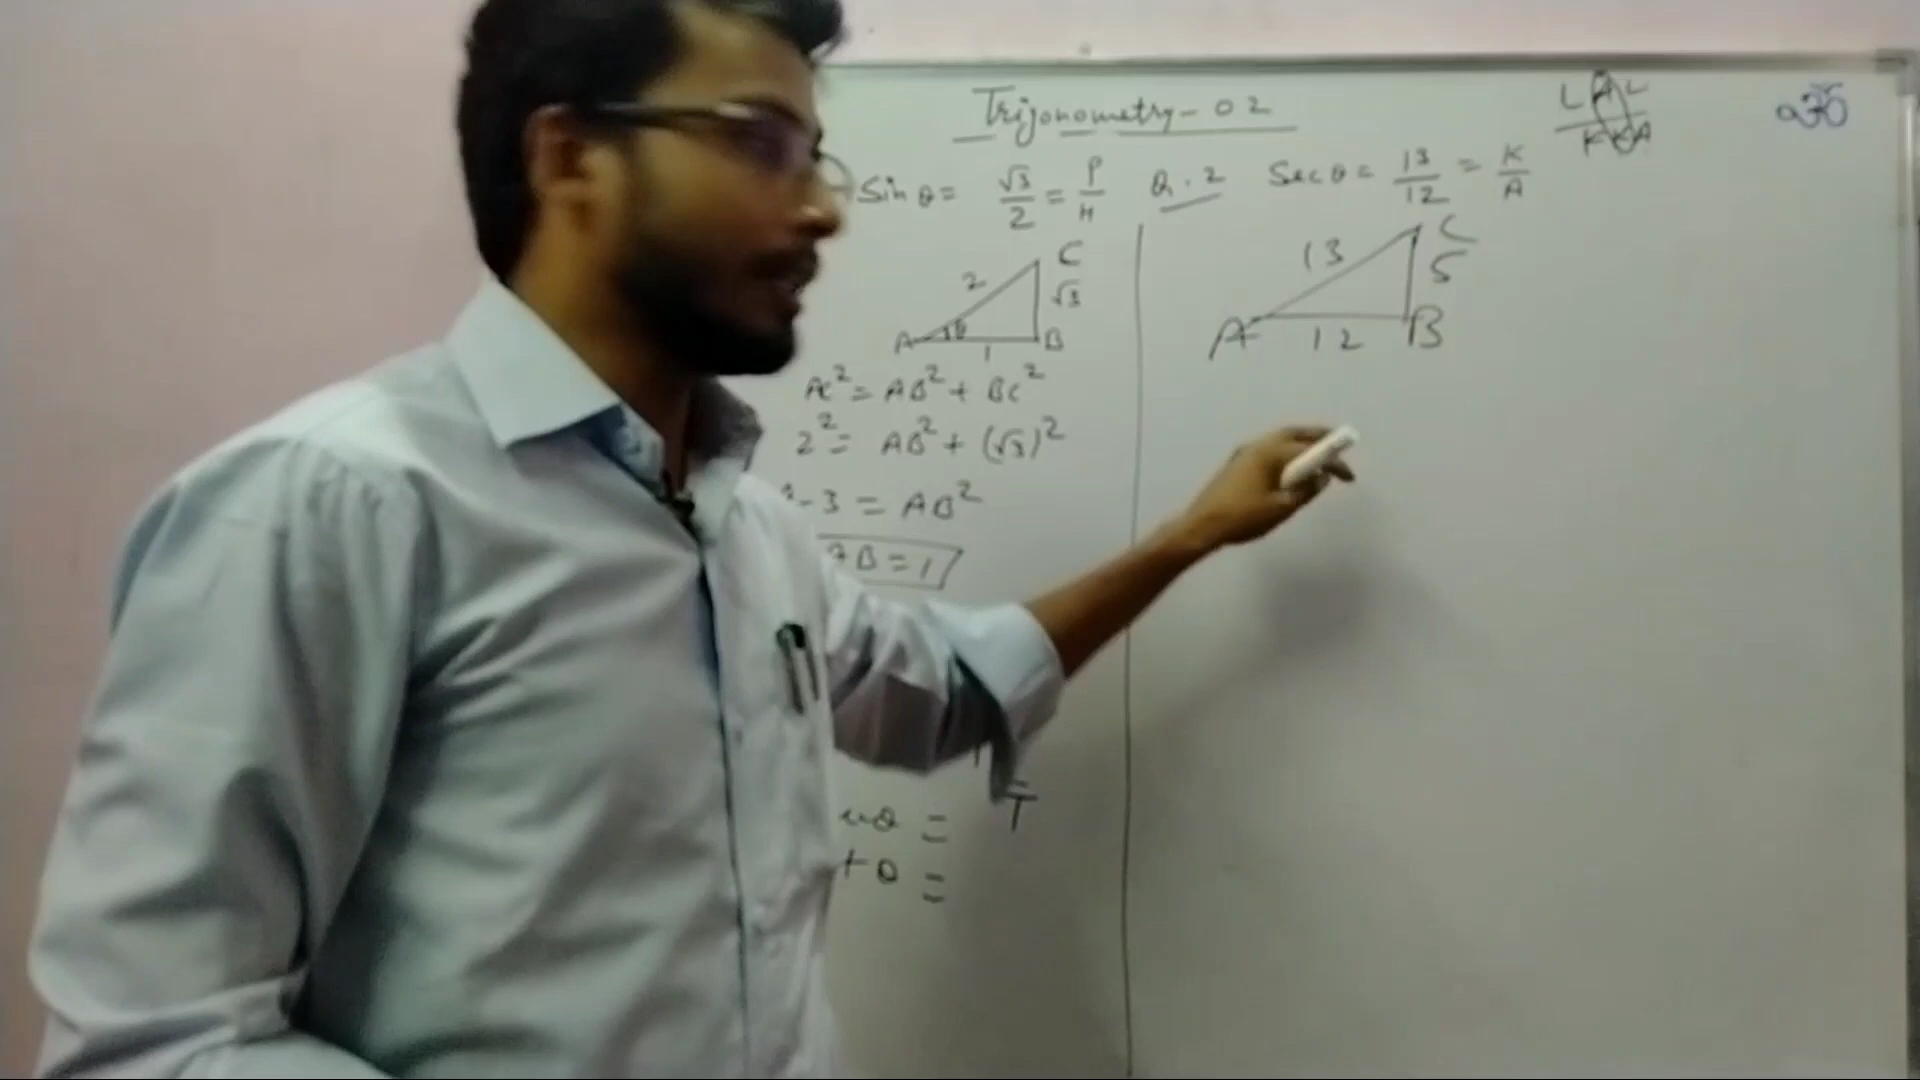 Trigonometry-02
LAL
KKA
Sin θ = √3/2 = P/H
Q.2 Sec θ = 13/12 = K/A
A θ B C 2 √3 1
A B C 13 5 12
AC² = AB² + BC²
2² = AB² + (√3)²
-3 = AB²
AB = 1
θ =
t θ =